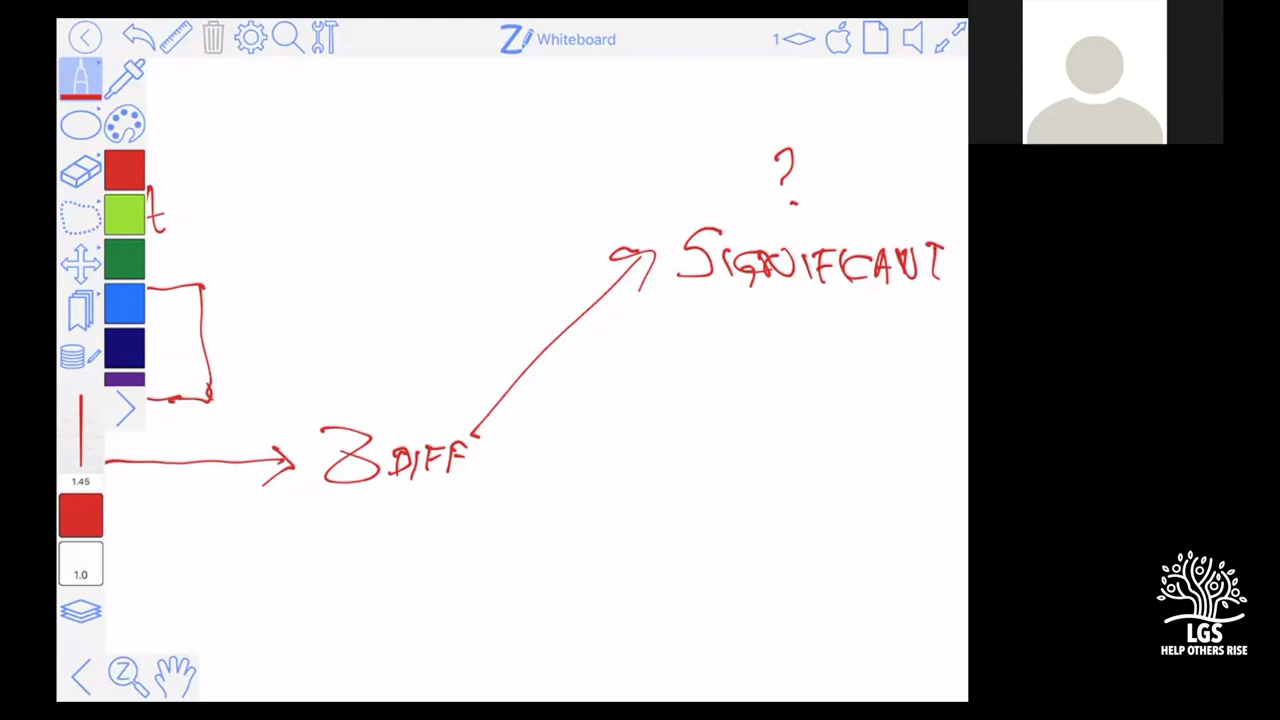 Whiteboard
1
?
t
SIGNIFICANT
Z DIFF
1.45
1.0
LGS
HELP OTHERS RISE